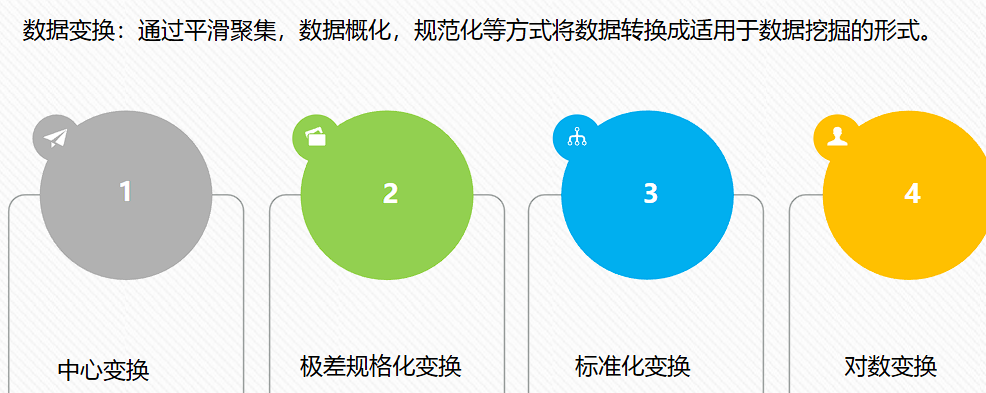 数据变换：通过平滑聚集，数据概化，规范化等方式将数据转换成适用于数据挖掘的形式。
1
2
3
4
中心变换
极差规格化变换
标准化变换
对数变换